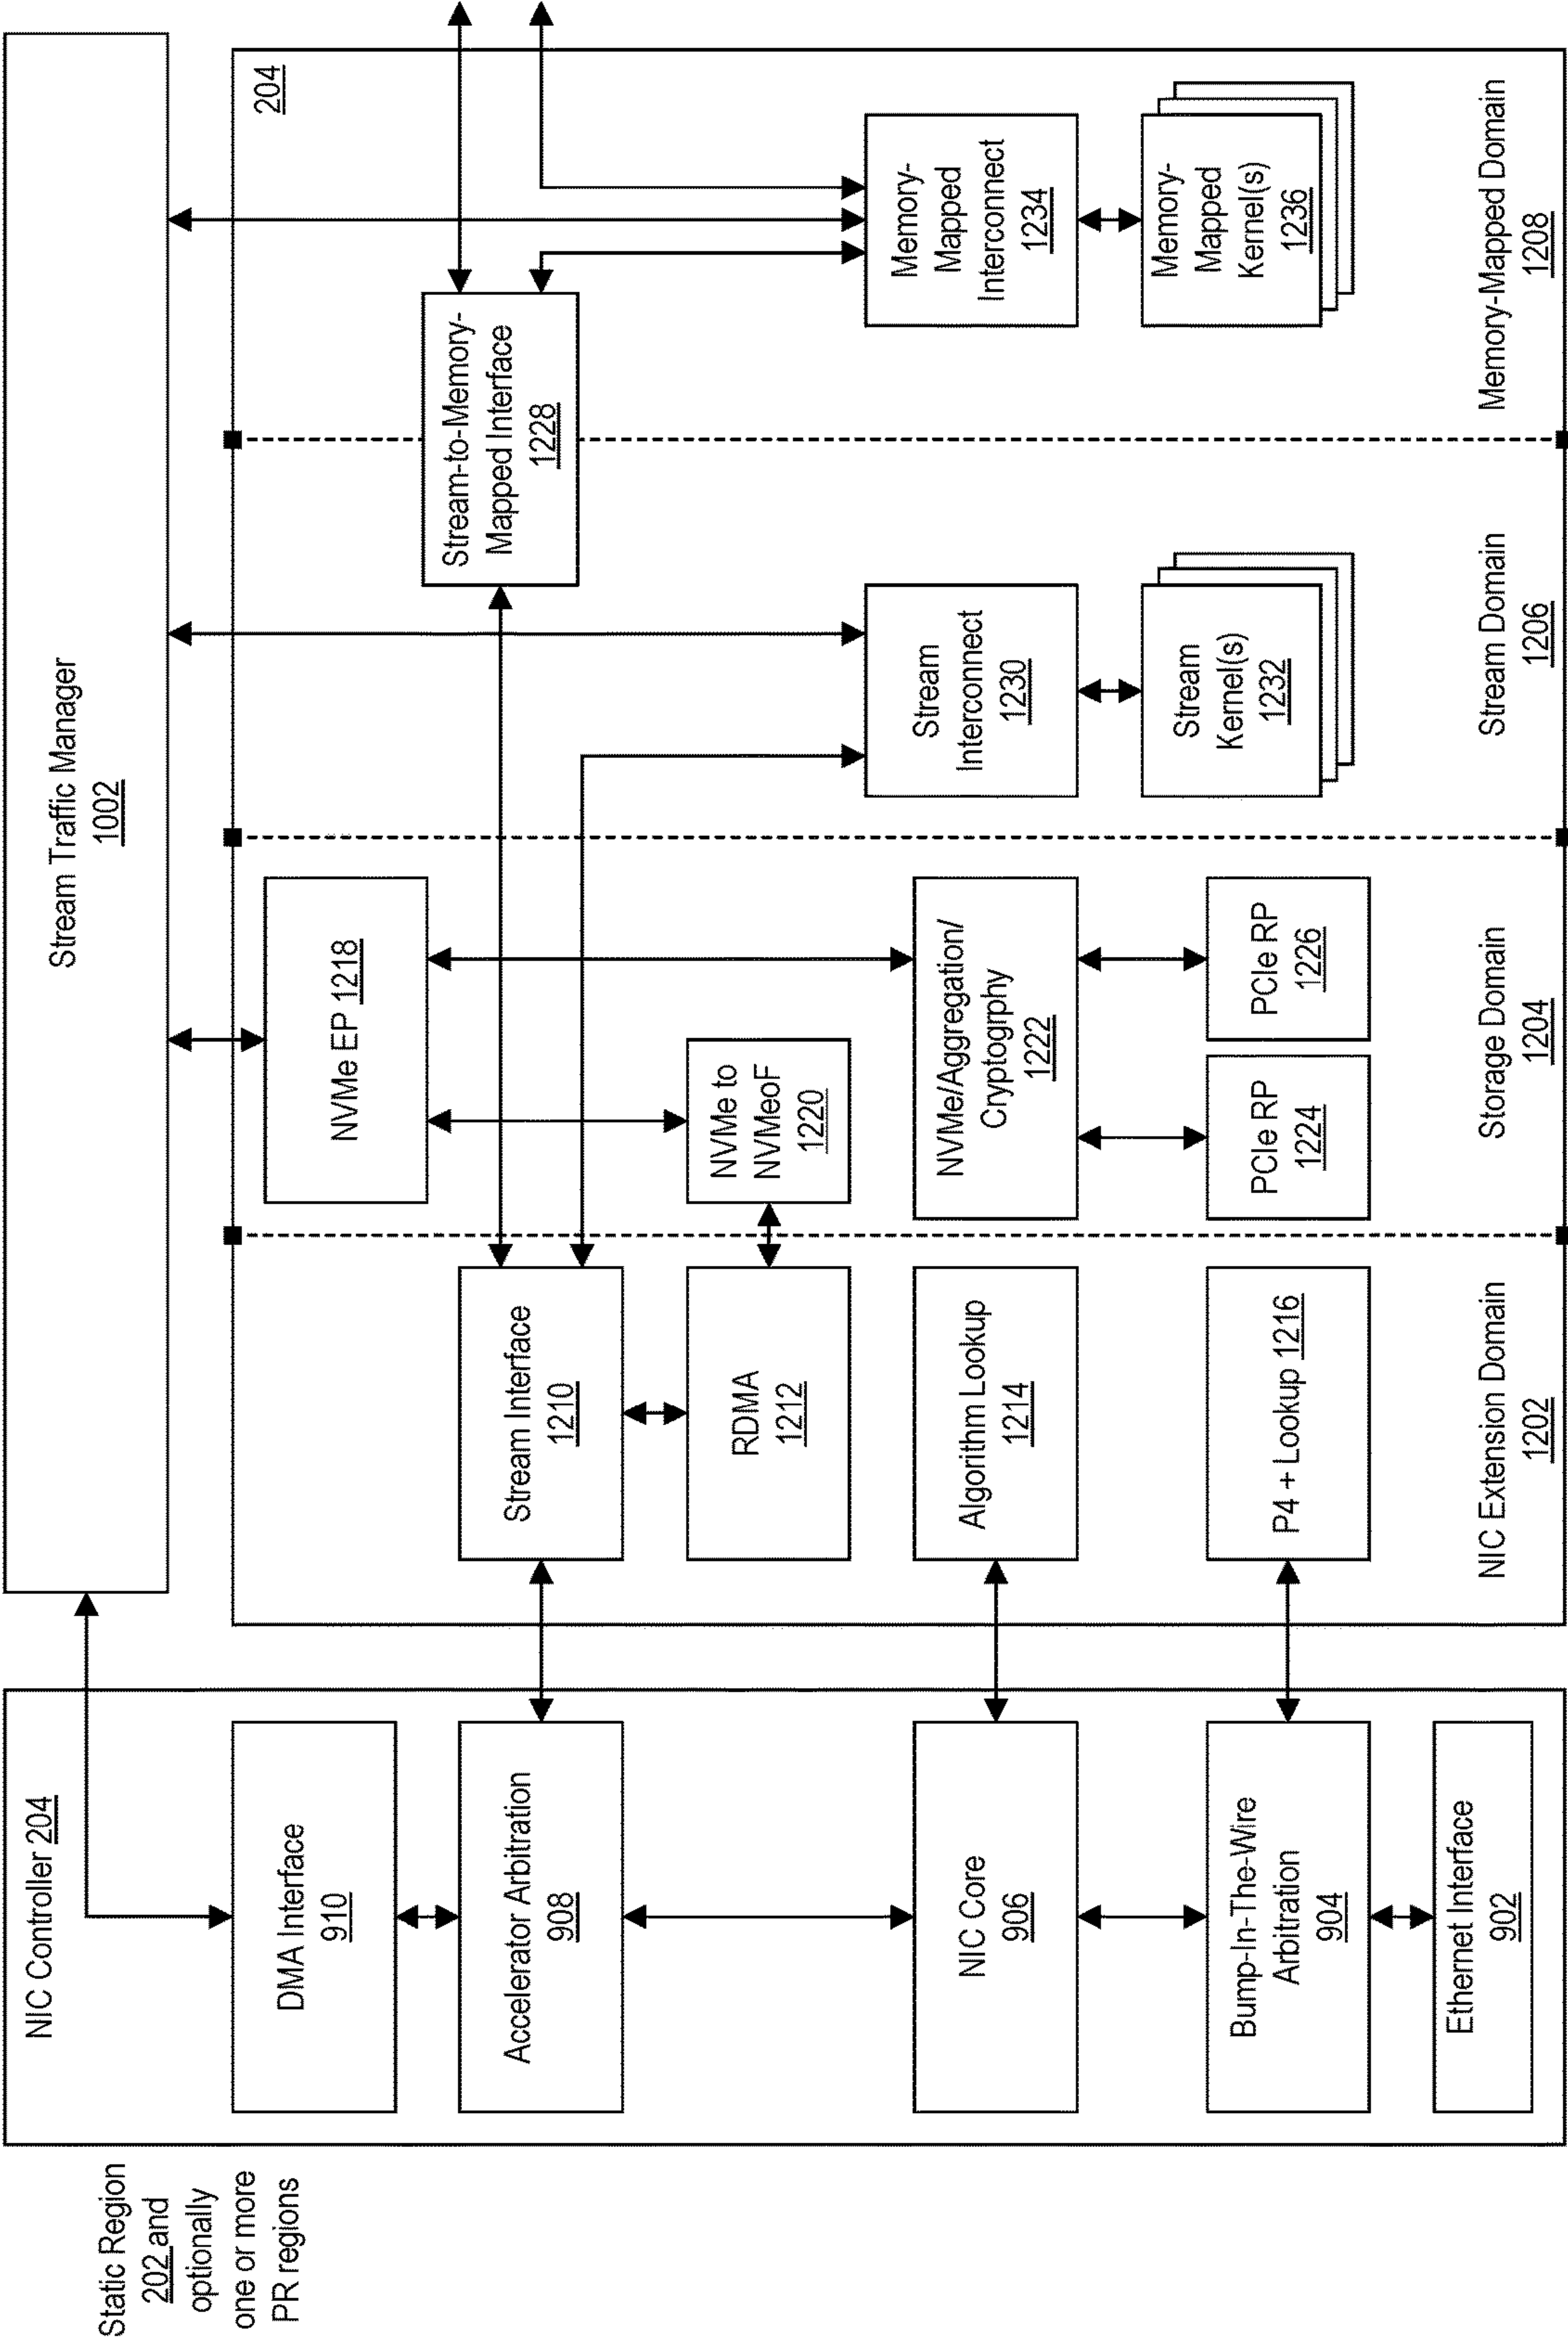 Static Region
202 and
optionally
one or more
PR regions
NIC Controller 204
DMA Interface
910
Accelerator Arbitration
908
NIC Core
906
Bump-In-The-Wire
Arbitration
904
Ethernet Interface
902
Stream Traffic Manager
1002
204
Stream Interface
1210
RDMA
1212
Algorithm Lookup
1214
P4 + Lookup 1216
NIC Extension Domain
1202
NVMe EP 1218
NVMe to
NVMeoF
1220
NVMe/Aggregation/
Cryptogrphy
1222
PCIe RP
1224
PCIe RP
1226
Storage Domain
1204
Stream-to-Memory-
Mapped Interface
1228
Stream
Interconnect
1230
Stream
Kernel(s)
1232
Stream Domain
1206
Memory-
Mapped
Interconnect
1234
Memory-
Mapped
Kernel(s)
1236
Memory-Mapped Domain
1208